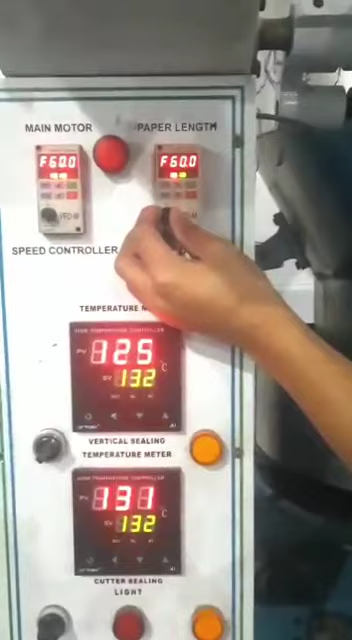 MAIN MOTOR
PAPER LENGTH
F60.0
F60.0
SPEED CONTROLLER
TEMPERATURE
PV 125 °C
SV 132
VERTICAL SEALING
TEMPERATURE METER
PV 131 °C
SV 132
CUTTER SEALING
LIGHT